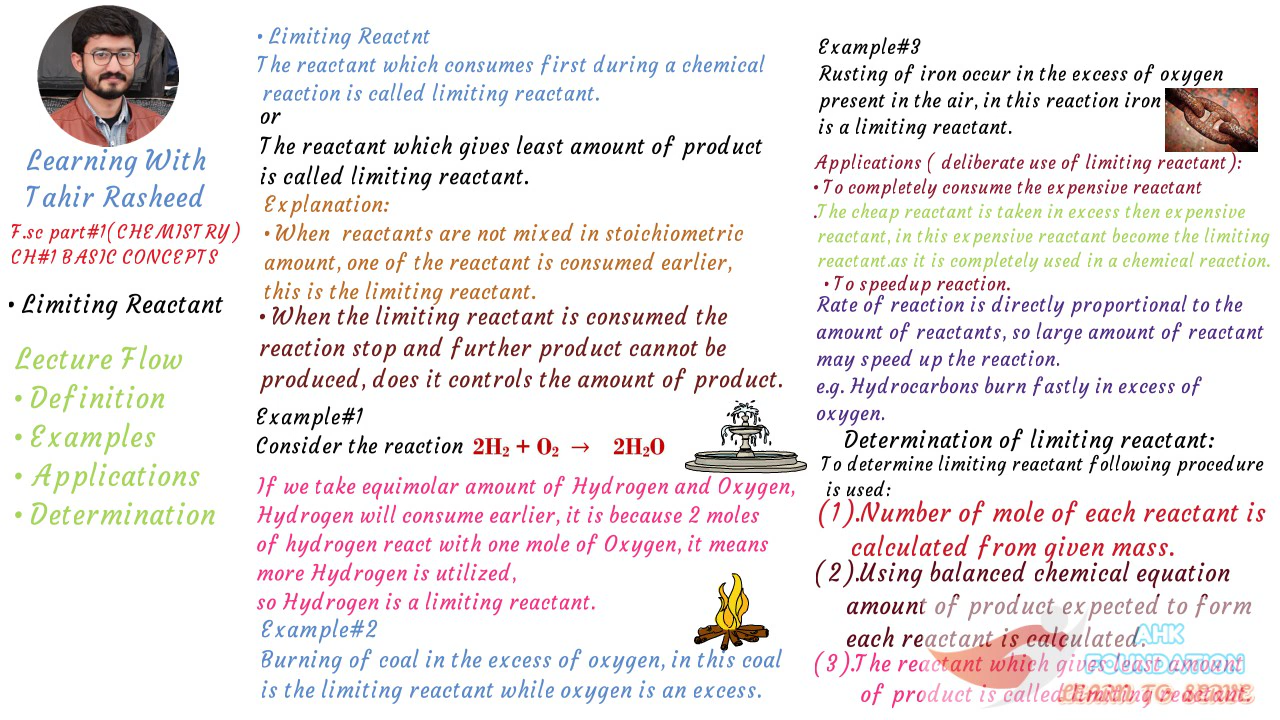 Learning With
Tahir Rasheed
F.sc part#1(CHEMISTRY)
CH#1 BASIC CONCEPTS
• Limiting Reactant
Lecture Flow
• Definition
• Examples
• Applications
• Determination
• Limiting Reactnt
The reactant which consumes first during a chemical
reaction is called limiting reactant.
or
The reactant which gives least amount of product
is called limiting reactant.
Explanation:
• When reactants are not mixed in stoichiometric
amount, one of the reactant is consumed earlier,
this is the limiting reactant.
• When the limiting reactant is consumed the
reaction stop and further product cannot be
produced, does it controls the amount of product.
Example#1
Consider the reaction 2H₂ + O₂ → 2H₂O
If we take equimolar amount of Hydrogen and Oxygen,
Hydrogen will consume earlier, it is because 2 moles
of hydrogen react with one mole of Oxygen, it means
more Hydrogen is utilized,
so Hydrogen is a limiting reactant.
Example#2
Burning of coal in the excess of oxygen, in this coal
is the limiting reactant while oxygen is an excess.
Example#3
Rusting of iron occur in the excess of oxygen
present in the air, in this reaction iron
is a limiting reactant.
Applications ( deliberate use of limiting reactant):
• To completely consume the expensive reactant
.The cheap reactant is taken in excess then expensive
reactant, in this expensive reactant become the limiting
reactant.as it is completely used in a chemical reaction.
• To speedup reaction.
Rate of reaction is directly proportional to the
amount of reactants, so large amount of reactant
may speed up the reaction.
e.g. Hydrocarbons burn fastly in excess of
oxygen.
Determination of limiting reactant:
To determine limiting reactant following procedure
is used:
(1).Number of mole of each reactant is
calculated from given mass.
(2).Using balanced chemical equation
amount of product expected to form
each reactant is calculated.
(3).The reactant which gives least amount
of product is called limiting reactant.
AHK
FOUNDATION
LEARN TO SERVE